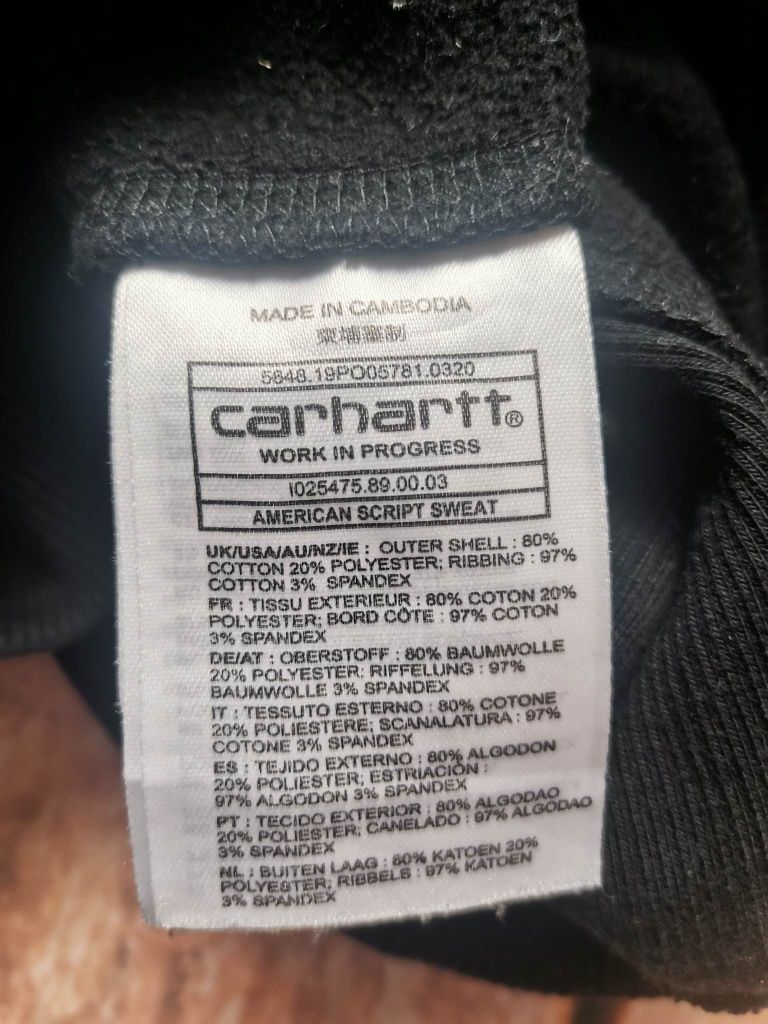 MADE IN CAMBODIA
柬埔寨制
5648.19PO05781.0320
carhartt®
WORK IN PROGRESS
I025475.89.00.03
AMERICAN SCRIPT SWEAT
UK/USA/AU/NZ/IE : OUTER SHELL : 80%
COTTON 20% POLYESTER; RIBBING : 97%
COTTON 3% SPANDEX
FR : TISSU EXTERIEUR : 80% COTON 20%
POLYESTER; BORD CÔTE : 97% COTON
3% SPANDEX
DE/AT : OBERSTOFF : 80% BAUMWOLLE
20% POLYESTER; RIFFELUNG : 97%
BAUMWOLLE 3% SPANDEX
IT : TESSUTO ESTERNO : 80% COTONE
20% POLIESTERE; SCANALATURA : 97%
COTONE 3% SPANDEX
ES : TEJIDO EXTERNO : 80% ALGODON
20% POLIESTER; ESTRIACIÓN :
97% ALGODON 3% SPANDEX
PT : TECIDO EXTERIOR : 80% ALGODAO
20% POLIESTER; CANELADO : 97% ALGODAO
3% SPANDEX
NL : BUITEN LAAG : 80% KATOEN 20%
POLYESTER; RIBBELS : 97% KATOEN
3% SPANDEX